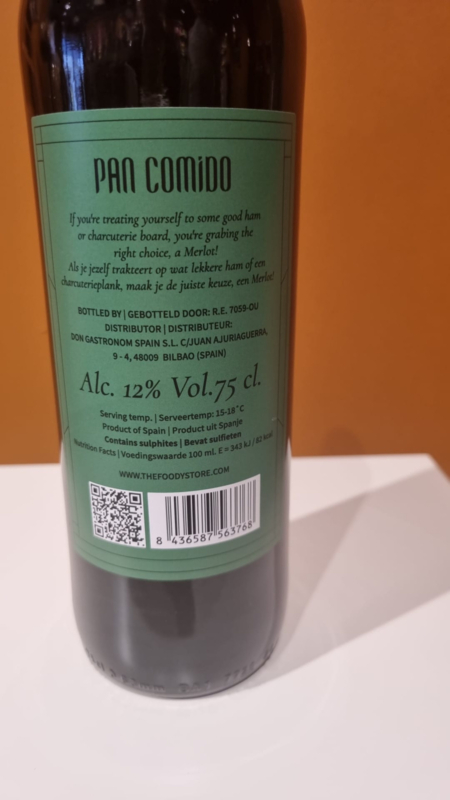 PAN COMiDO
If you're treating yourself to some good ham
or charcuterie board, you're grabing the
right choice, a Merlot!
Als je jezelf trakteert op wat lekkere ham of een
charcuterieplank, maak je de juiste keuze, een Merlot!
BOTTLED BY | GEBOTTELD DOOR: R.E. 7059-OU
DISTRIBUTOR | DISTRIBUTEUR:
DON GASTRONOM SPAIN S.L. C/JUAN AJURIAGUERRA,
9 - 4, 48009 BILBAO (SPAIN)
Alc. 12% Vol.75 cl.
Serving temp. | Serveertemp: 15-18˚C
Product of Spain | Product uit Spanje
Contains sulphites | Bevat sulfieten
Nutrition Facts | Voedingswaarde 100 ml. E = 343 kJ / 82 kcal
WWW.THEFOODYSTORE.COM
8 436587 563768